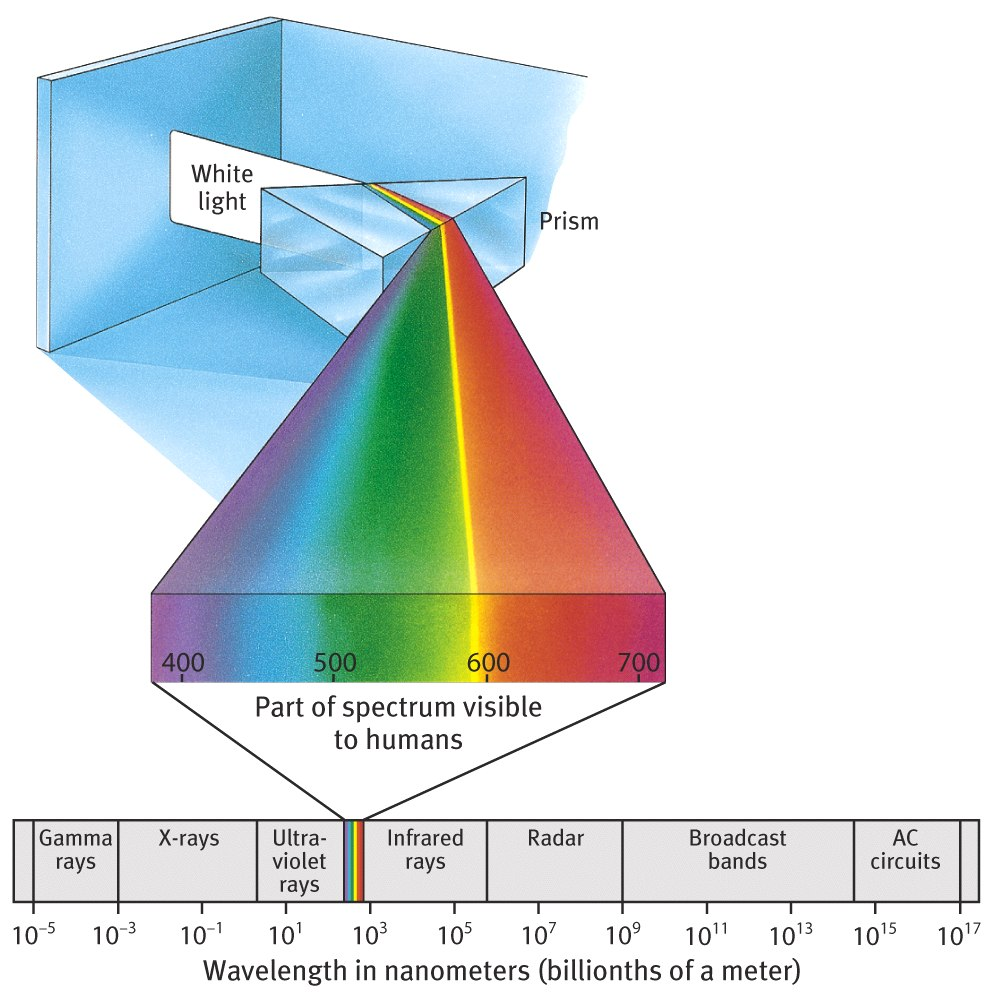 White
light
Prism
400 500 600 700
Part of spectrum visible
to humans
Gamma
rays
X-rays
Ultra-
violet
rays
Infrared
rays
Radar
Broadcast
bands
AC
circuits
10⁻⁵ 10⁻³ 10⁻¹ 10¹ 10³ 10⁵ 10⁷ 10⁹ 10¹¹ 10¹³ 10¹⁵ 10¹⁷
Wavelength in nanometers (billionths of a meter)